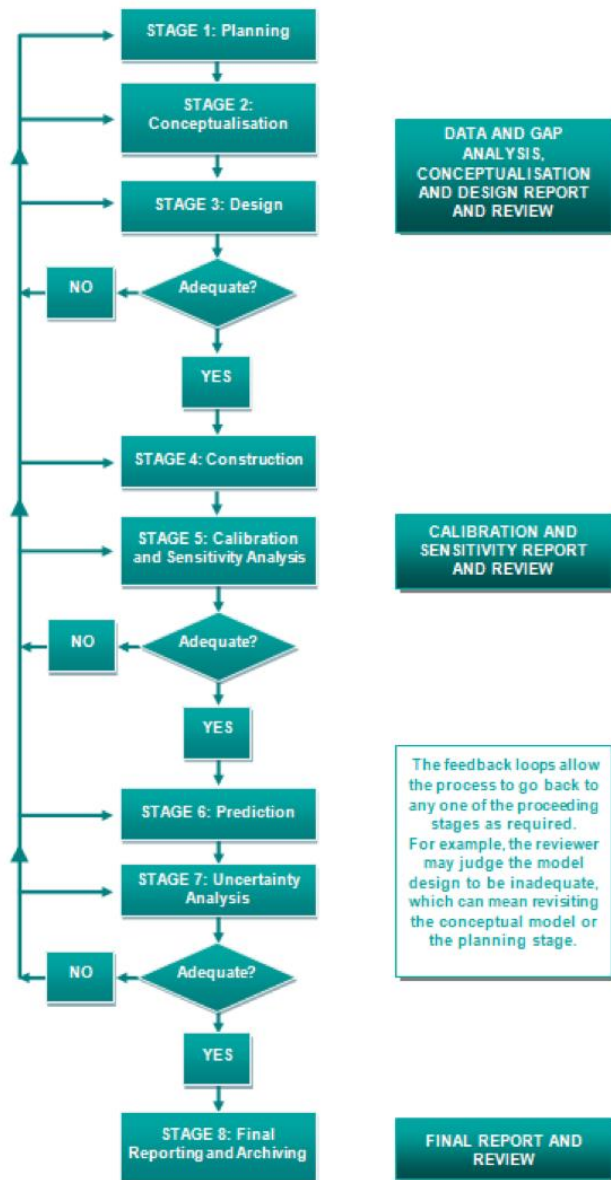 STAGE 1: Planning
STAGE 2:
Conceptualisation
DATA AND GAP
ANALYSIS,
CONCEPTUALISATION
AND DESIGN REPORT
AND REVIEW
STAGE 3: Design
NO
Adequate?
YES
STAGE 4: Construction
STAGE 5: Calibration
and Sensitivity Analysis
CALIBRATION AND
SENSITIVITY REPORT
AND REVIEW
NO
Adequate?
YES
The feedback loops allow
the process to go back to
any one of the proceeding
stages as required.
For example, the reviewer
may judge the model
design to be inadequate,
which can mean revisiting
the conceptual model or
the planning stage.
STAGE 6: Prediction
STAGE 7: Uncertainty
Analysis
NO
Adequate?
YES
STAGE 8: Final
Reporting and Archiving
FINAL REPORT AND
REVIEW